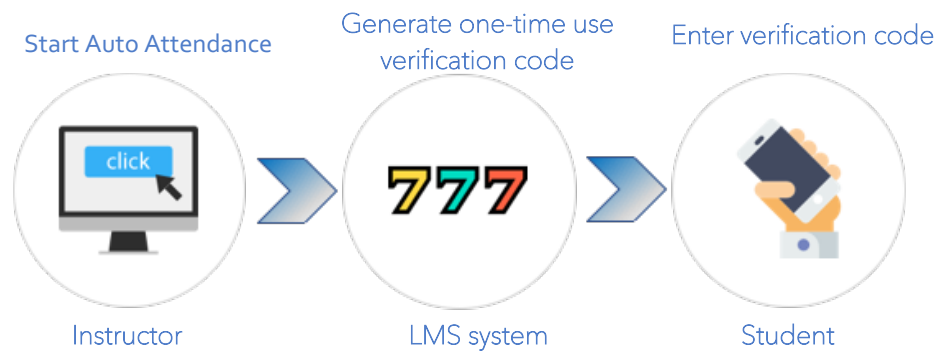 Start Auto Attendance
Generate one-time use
verification code
Enter verification code
click
777
Instructor
LMS system
Student